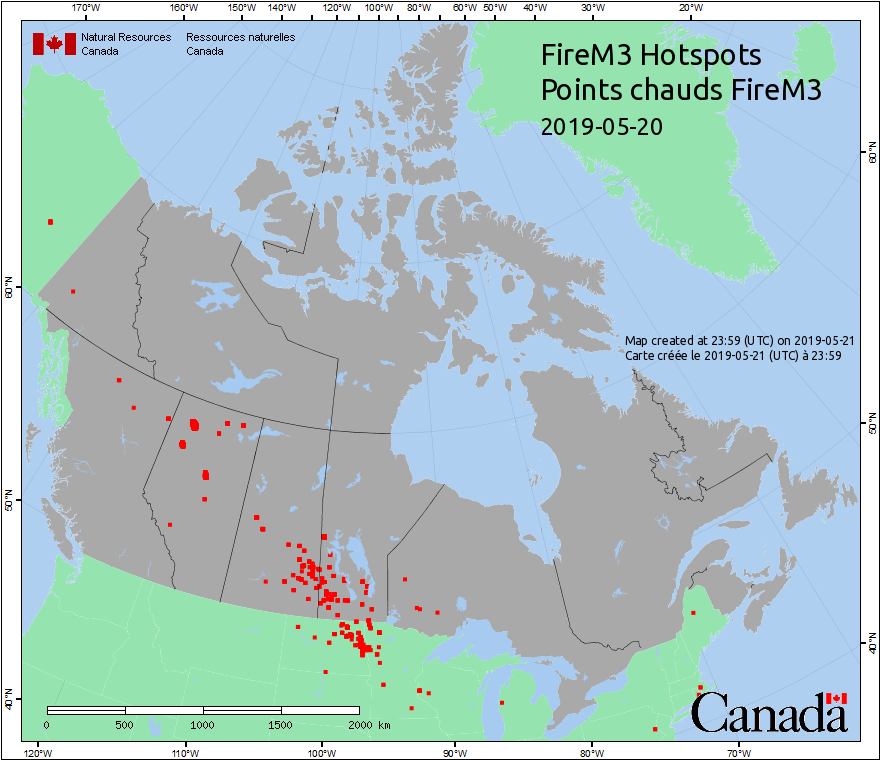 170°W 160°W 150°W 140°W 130°W 120°W 110°W 100°W 90°W 80°W 60°W 50°W 40°W 30°W 20°W
Natural Resources Canada
Ressources naturelles Canada
FireM3 Hotspots
Points chauds FireM3
2019-05-20
60°N
60°N
Map created at 23:59 (UTC) on 2019-05-21
Carte créée le 2019-05-21 (UTC) à 23:59
50°N
50°N
40°N
40°N
0 500 1000 1500 2000 km
Canada
120°W 110°W 100°W 90°W 80°W 70°W